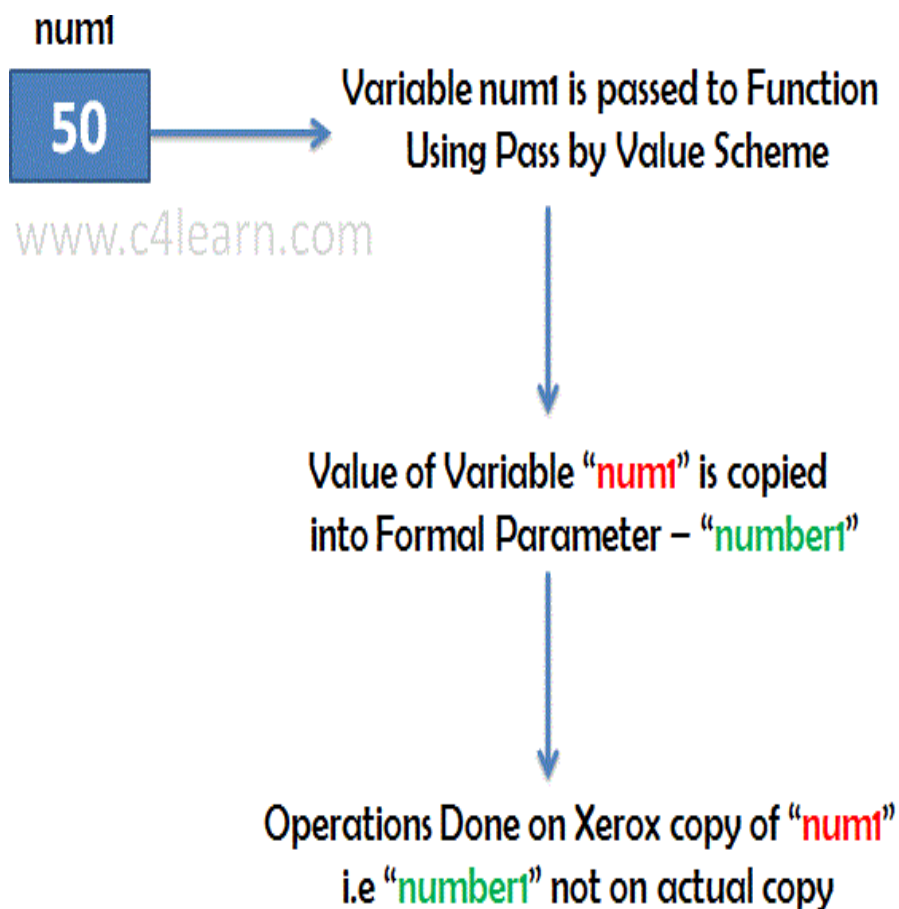 num1
50
Variable num1 is passed to Function
Using Pass by Value Scheme
www.c4learn.com
Value of Variable “num1” is copied
into Formal Parameter – “number1”
Operations Done on Xerox copy of “num1”
i.e “number1” not on actual copy